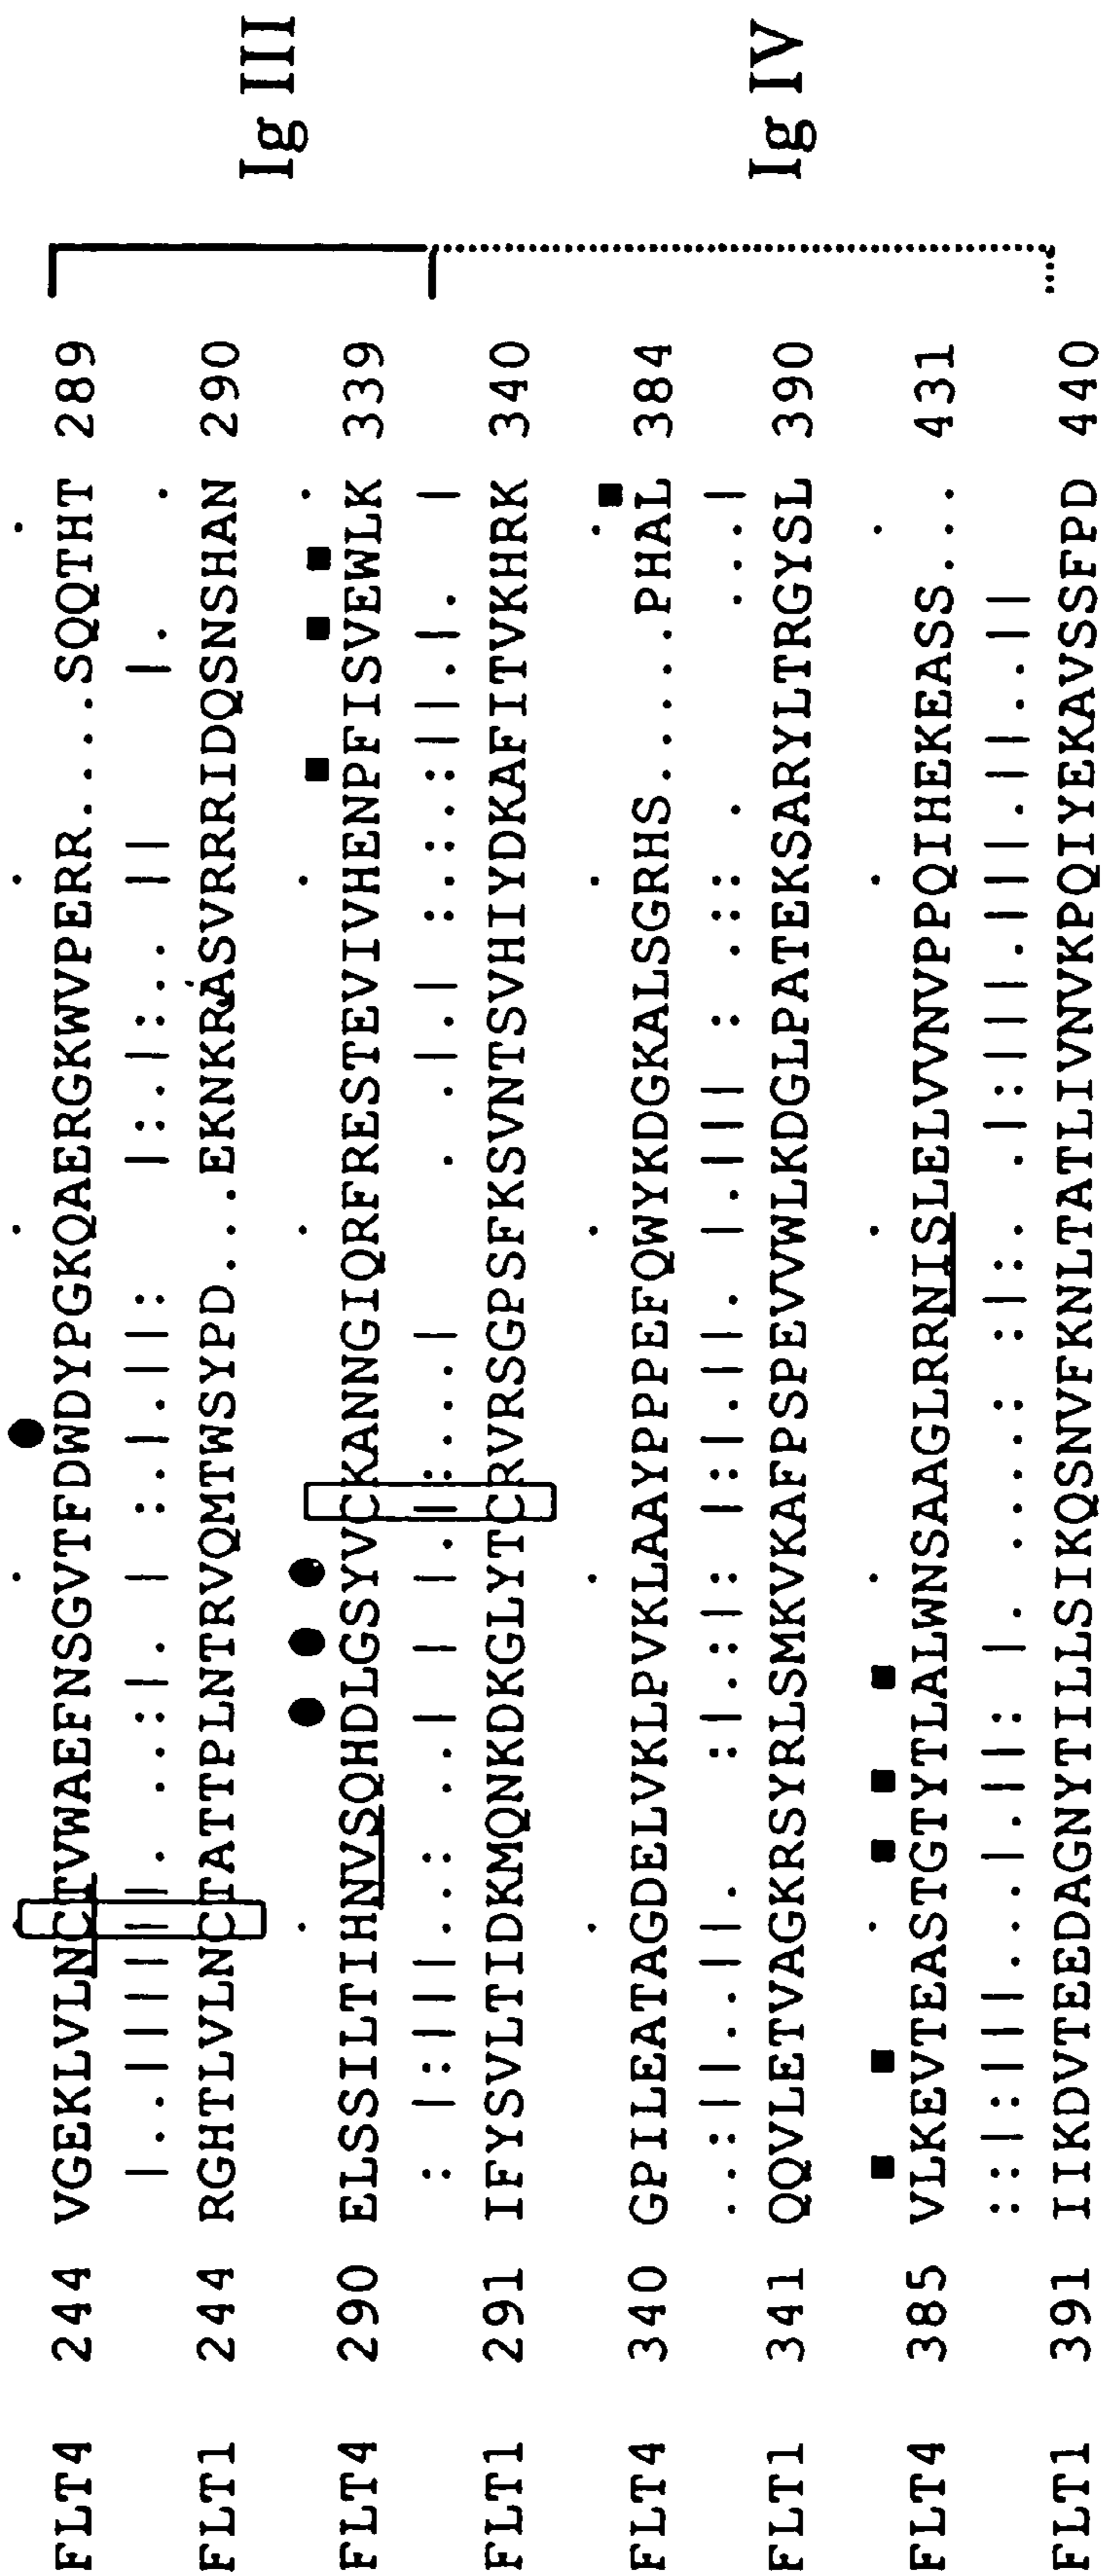 FLT4 244 VGEKLVLNCTVWAEFNSGVTFDWDYPGKQAERGKWVPERR....SQQTHT 289
FLT1 244 RGHTLVLNCTATTPLNTRVQMTWSYPD..EKNKRASVRRRIDQSNSHAN 290
Ig III
FLT4 290 ELSSILTIHNVSQHDLGSYVCKANNGIQRFRESTEVIVHENPFISVEWLK 339
FLT1 291 IFYSVLTIDKMQNKDKGLYTCRVRSGPSFKSVNTSVHIYDKAFITVKHRK 340
FLT4 340 GPILEATAGDELVKLPVKLAAYPPPEFQWYKDGKALSGRHS.....PHAL 384
FLT1 341 QQVLETVAGKRSYRLSMKVKAFPSPEVVWLKDGLPATEKSARYLTRGYSL 390
Ig IV
FLT4 385 VLKEVTEASTGTYTLALWNSAAGLRRNISLELVVNVPPQIHEKEASS... 431
FLT1 391 IIKDVTEEDAGNYTILLSIKQSNVFKNLTATLIVNVKPQIYEKAVSSFPD 440